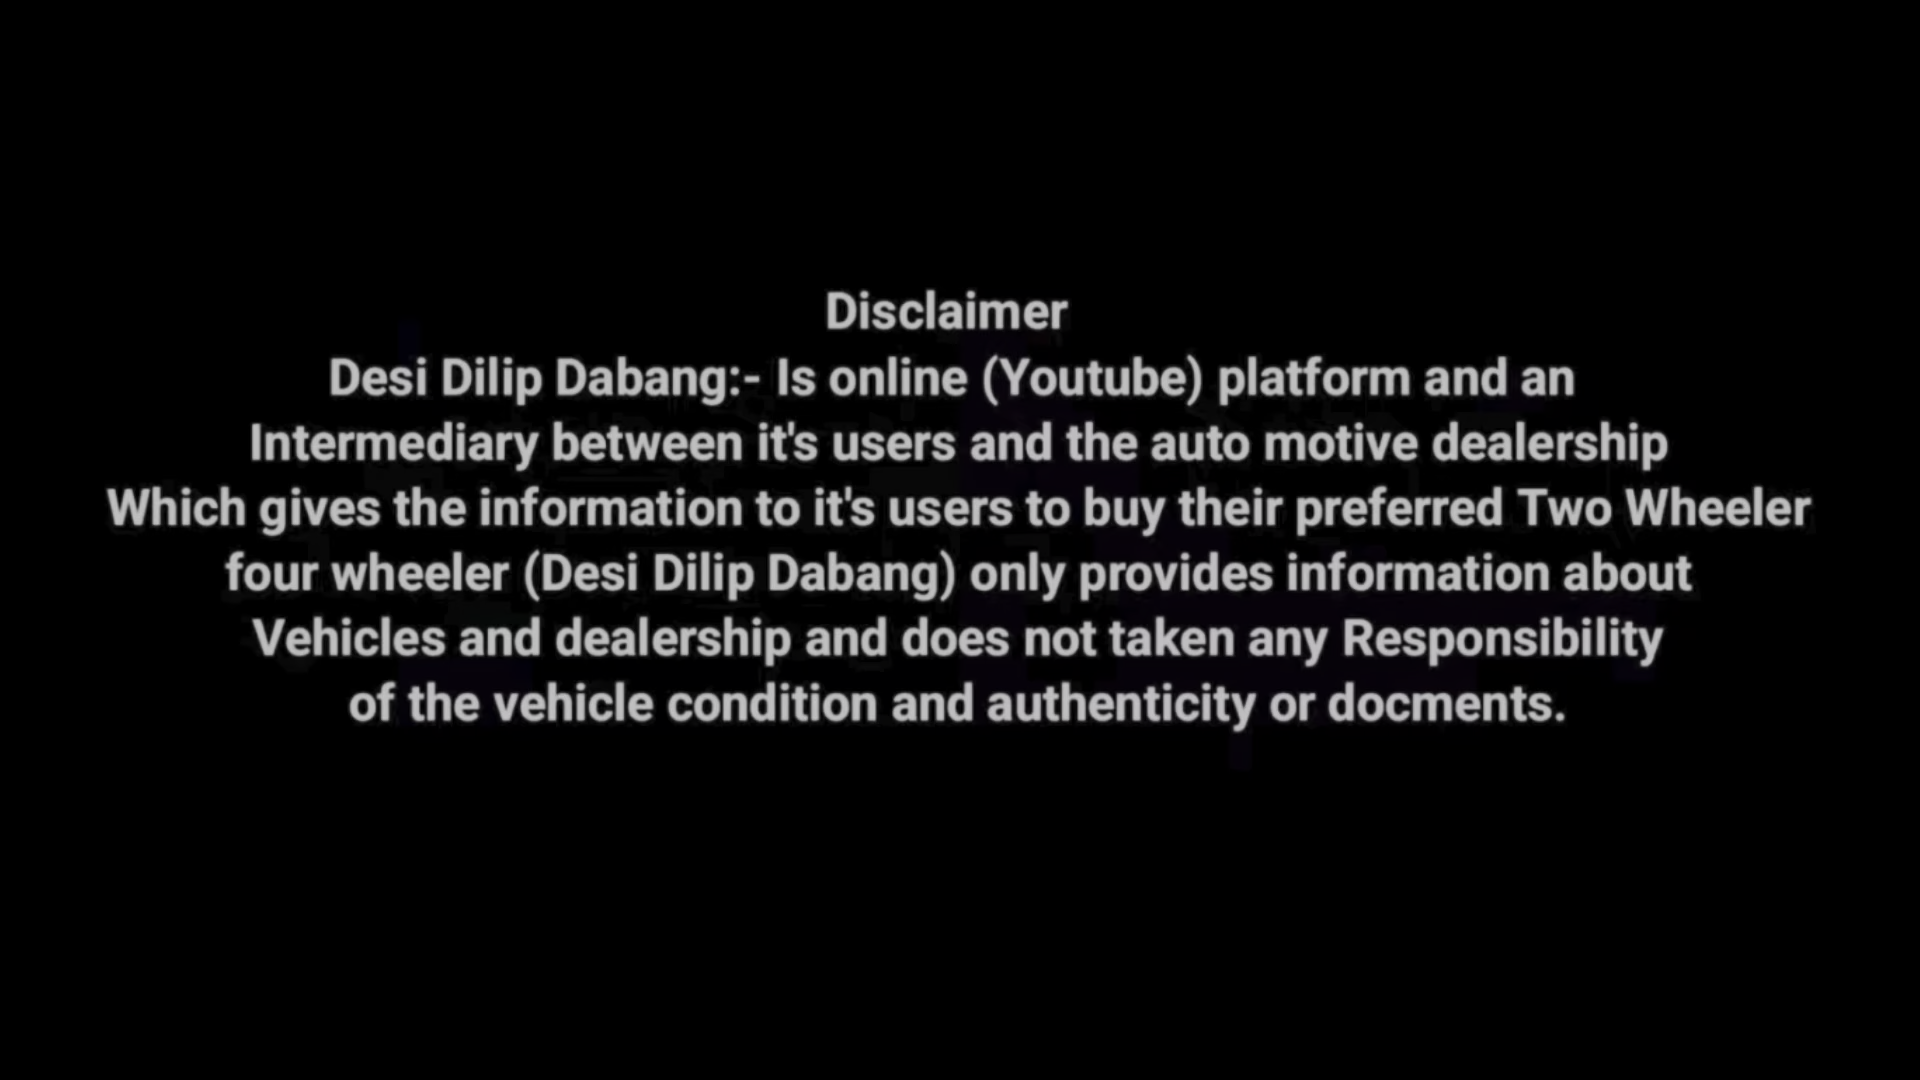 Disclaimer
Desi Dilip Dabang:- Is online (Youtube) platform and an
Intermediary between it's users and the auto motive dealership
Which gives the information to it's users to buy their preferred Two Wheeler
four wheeler (Desi Dilip Dabang) only provides information about
Vehicles and dealership and does not taken any Responsibility
of the vehicle condition and authenticity or docments.